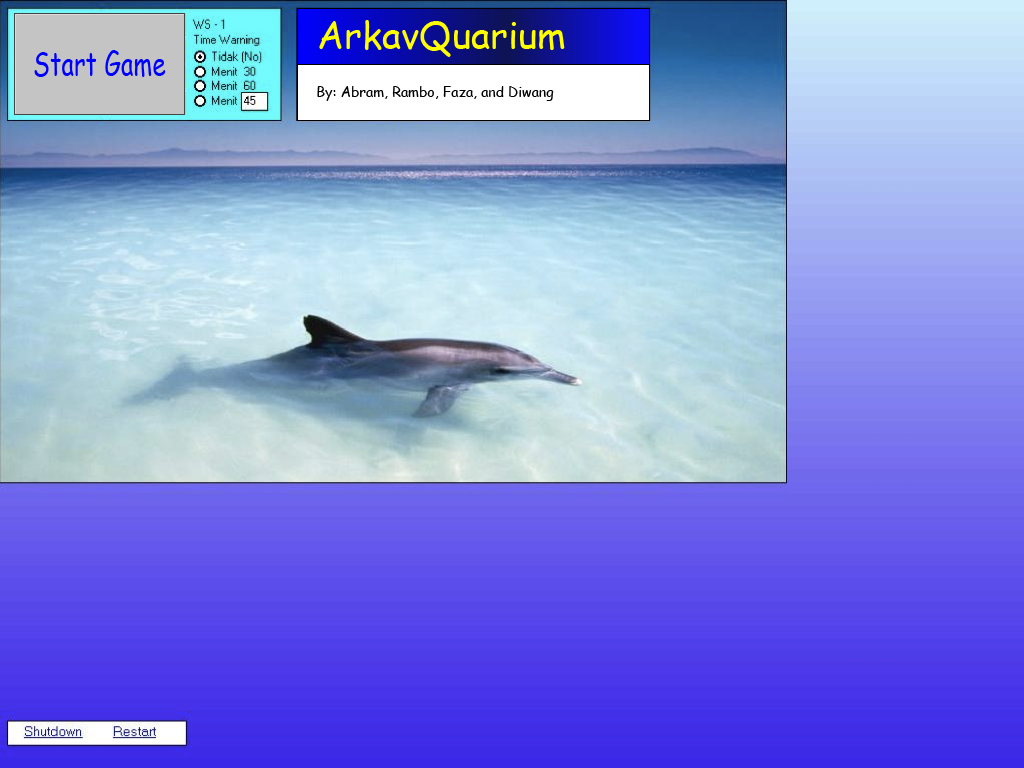 Start Game
WS - 1
Time Warning
Tidak (No)
Menit 30
Menit 60
Menit 45
ArkavQuarium
By: Abram, Rambo, Faza, and Diwang
Shutdown Restart